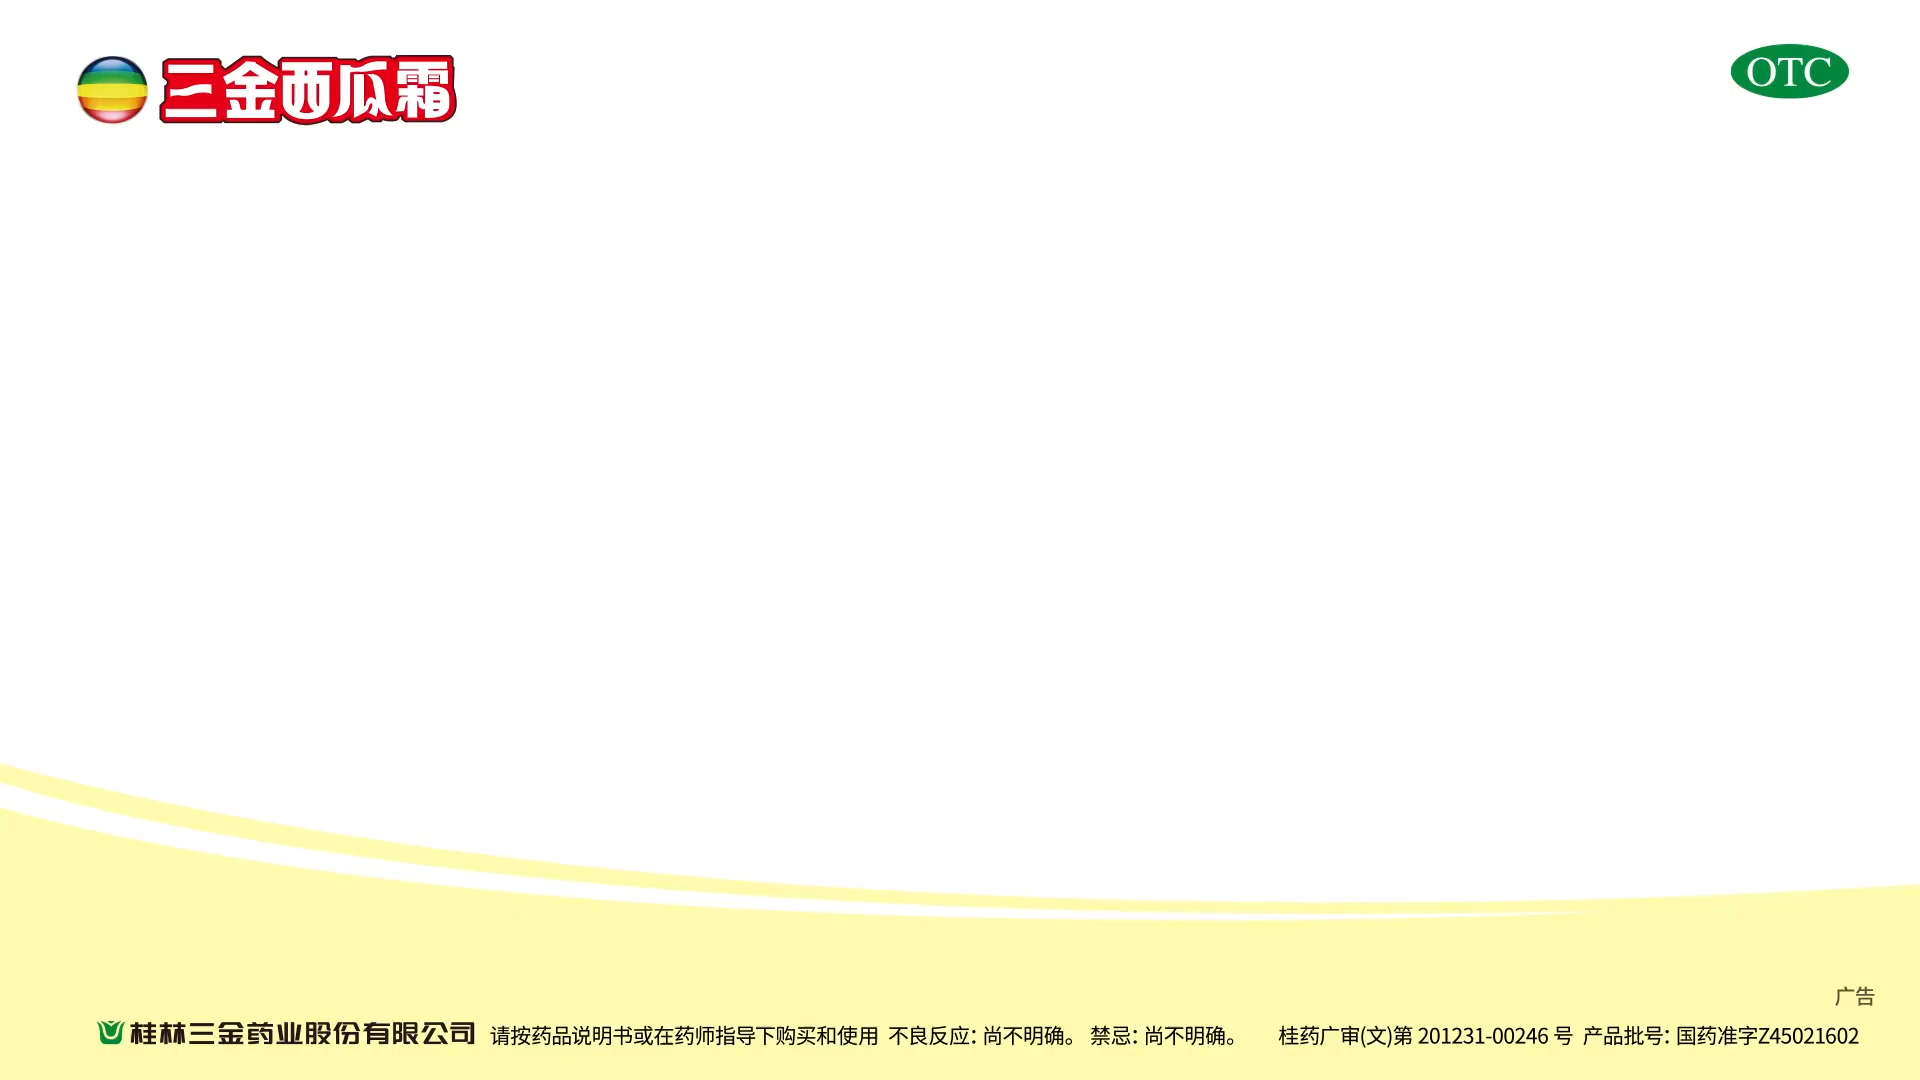 三金西瓜霜
OTC
广告
桂林三金药业股份有限公司 请按药品说明书或在药师指导下购买和使用 不良反应：尚不明确。 禁忌：尚不明确。 桂药广审(文)第 201231-00246 号 产品批号：国药准字Z45021602